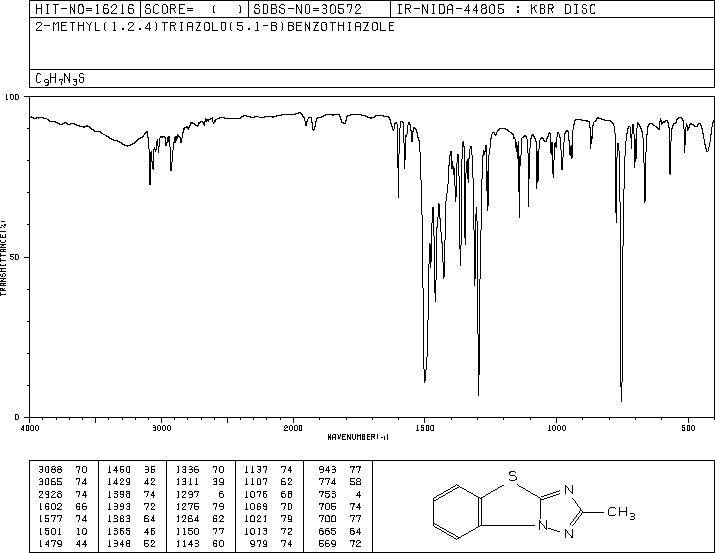 HIT-NO=16216 SCORE= ( ) SDBS-NO=30572 IR-NIDA-44805 : KBR DISC
2-METHYL(1,2,4)TRIAZOLO(5,1-B)BENZOTHIAZOLE
C9H7N3S
100
TRANSMITTANCE(%)
50
0
4000 3000 2000 1500 1000 500
WAVENUMBER(-1)
3088 70 1460 36 1336 70 1137 74 943 77
3065 74 1429 42 1311 39 1107 62 774 58
2928 74 1398 74 1297 6 1076 68 753 4
1602 66 1393 72 1275 79 1069 70 705 74
1577 74 1383 64 1264 62 1021 79 700 77
1501 10 1365 46 1150 77 1013 72 665 64
1479 44 1348 52 1143 60 979 74 569 72
S
N
CH3
N
N